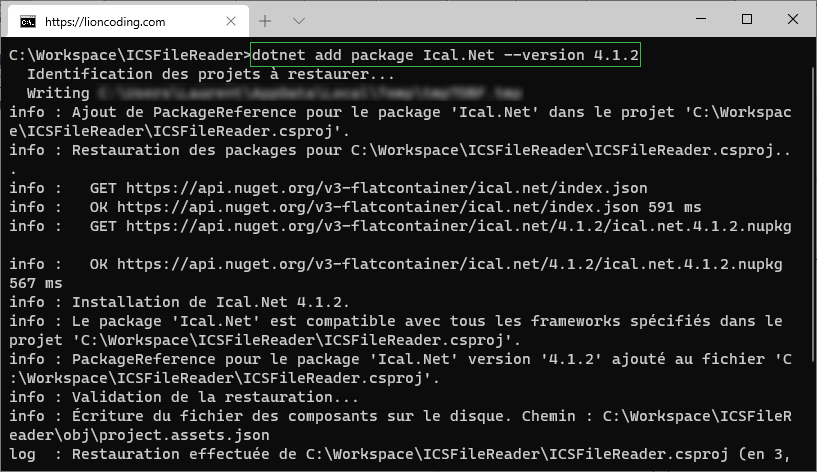 https://lioncoding.com
C:\Workspace\ICSFileReader>dotnet add package Ical.Net --version 4.1.2
Identification des projets à restaurer...
Writing
info : Ajout de PackageReference pour le package 'Ical.Net' dans le projet 'C:\Workspac
e\ICSFileReader\ICSFileReader.csproj'.
info : Restauration des packages pour C:\Workspace\ICSFileReader\ICSFileReader.csproj..
.
info :   GET https://api.nuget.org/v3-flatcontainer/ical.net/index.json
info :   OK https://api.nuget.org/v3-flatcontainer/ical.net/index.json 591 ms
info :   GET https://api.nuget.org/v3-flatcontainer/ical.net/4.1.2/ical.net.4.1.2.nupkg
info :   OK https://api.nuget.org/v3-flatcontainer/ical.net/4.1.2/ical.net.4.1.2.nupkg
567 ms
info : Installation de Ical.Net 4.1.2.
info : Le package 'Ical.Net' est compatible avec tous les frameworks spécifiés dans le
projet 'C:\Workspace\ICSFileReader\ICSFileReader.csproj'.
info : PackageReference pour le package 'Ical.Net' version '4.1.2' ajouté au fichier 'C
:\Workspace\ICSFileReader\ICSFileReader.csproj'.
info : Validation de la restauration...
info : Écriture du fichier des composants sur le disque. Chemin : C:\Workspace\ICSFileR
eader\obj\project.assets.json
log  : Restauration effectuée de C:\Workspace\ICSFileReader\ICSFileReader.csproj (en 3,